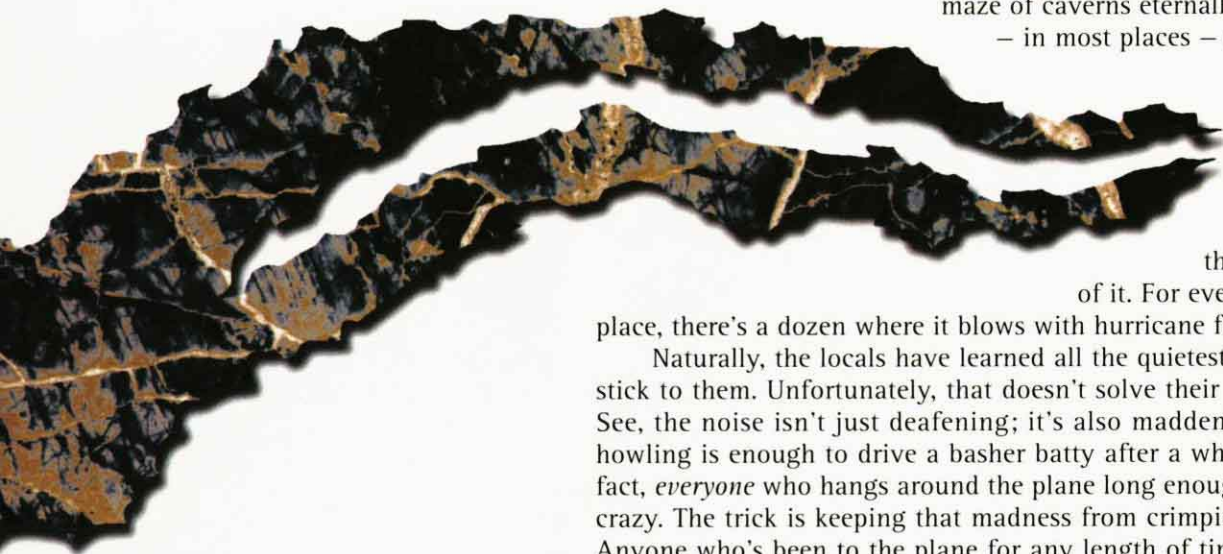 maze of caverns eternall
– in most places –
th
of it. For eve
place, there's a dozen where it blows with hurricane f
Naturally, the locals have learned all the quietest
stick to them. Unfortunately, that doesn't solve their
See, the noise isn't just deafening; it's also madden
howling is enough to drive a basher batty after a wh
fact, everyone who hangs around the plane long enoug
crazy. The trick is keeping that madness from crimpi
Anyone who's been to the plane for any length of